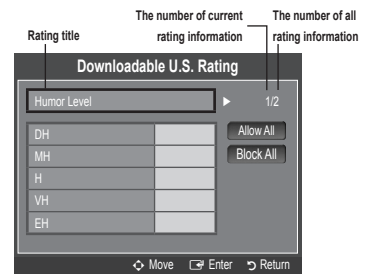 The number of current rating information
The number of all rating information
Rating title
Downloadable U.S. Rating
Humor Level ▶ 1/2
DH
Allow All
MH
Block All
H
VH
EH
Move Enter Return